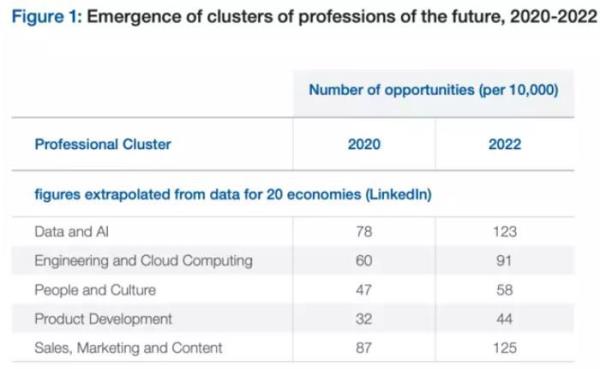 Figure 1: Emergence of clusters of professions of the future, 2020-2022
Number of opportunities (per 10,000)
Professional Cluster 2020 2022
figures extrapolated from data for 20 economies (LinkedIn)
Data and AI 78 123
Engineering and Cloud Computing 60 91
People and Culture 47 58
Product Development 32 44
Sales, Marketing and Content 87 125